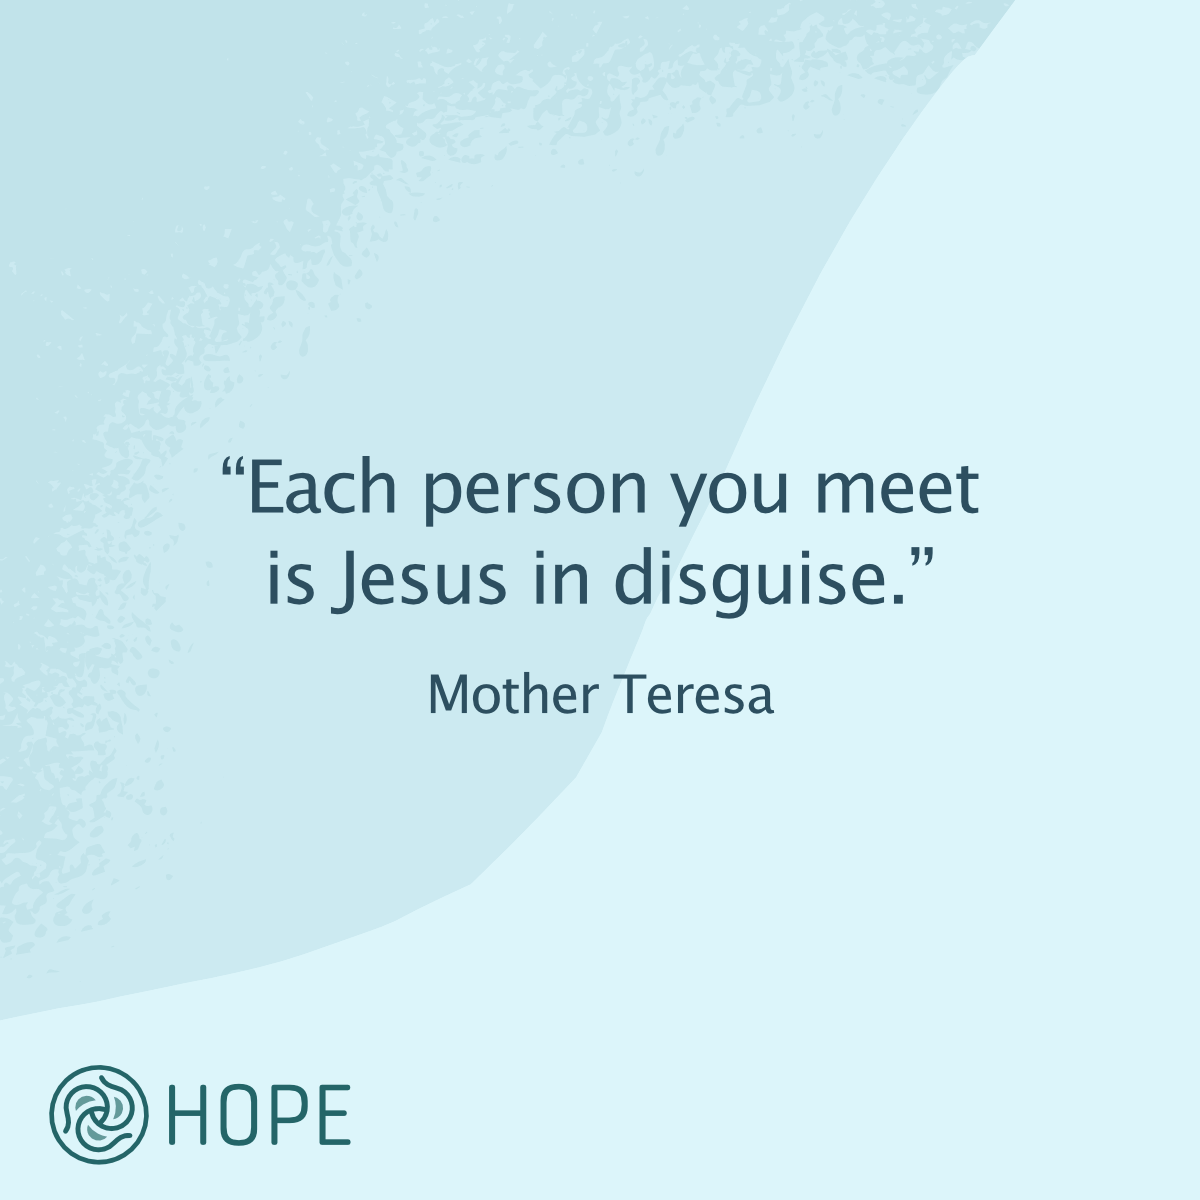 “Each person you meet
is Jesus in disguise.”
Mother Teresa
HOPE